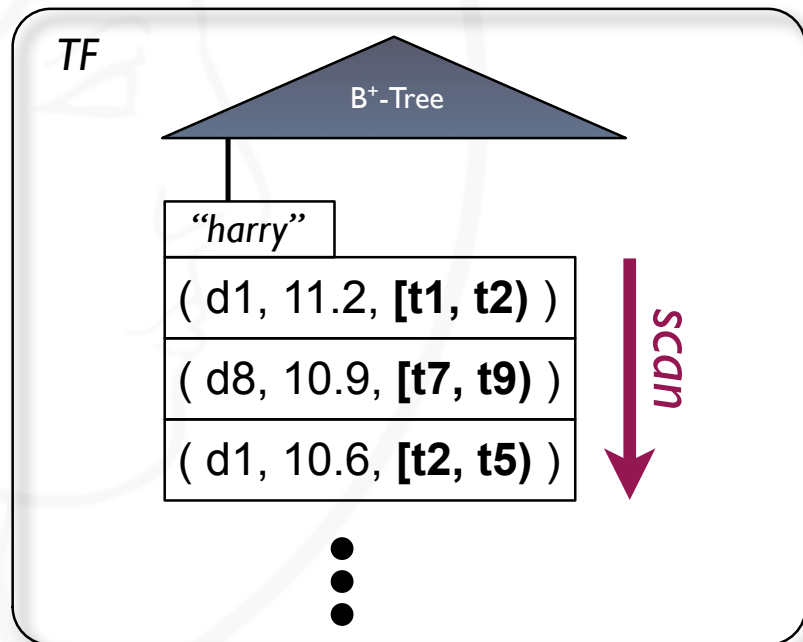 TF
B+-Tree
“harry”
( d1, 11.2, [t1, t2) )
( d8, 10.9, [t7, t9) )
( d1, 10.6, [t2, t5) )
scan